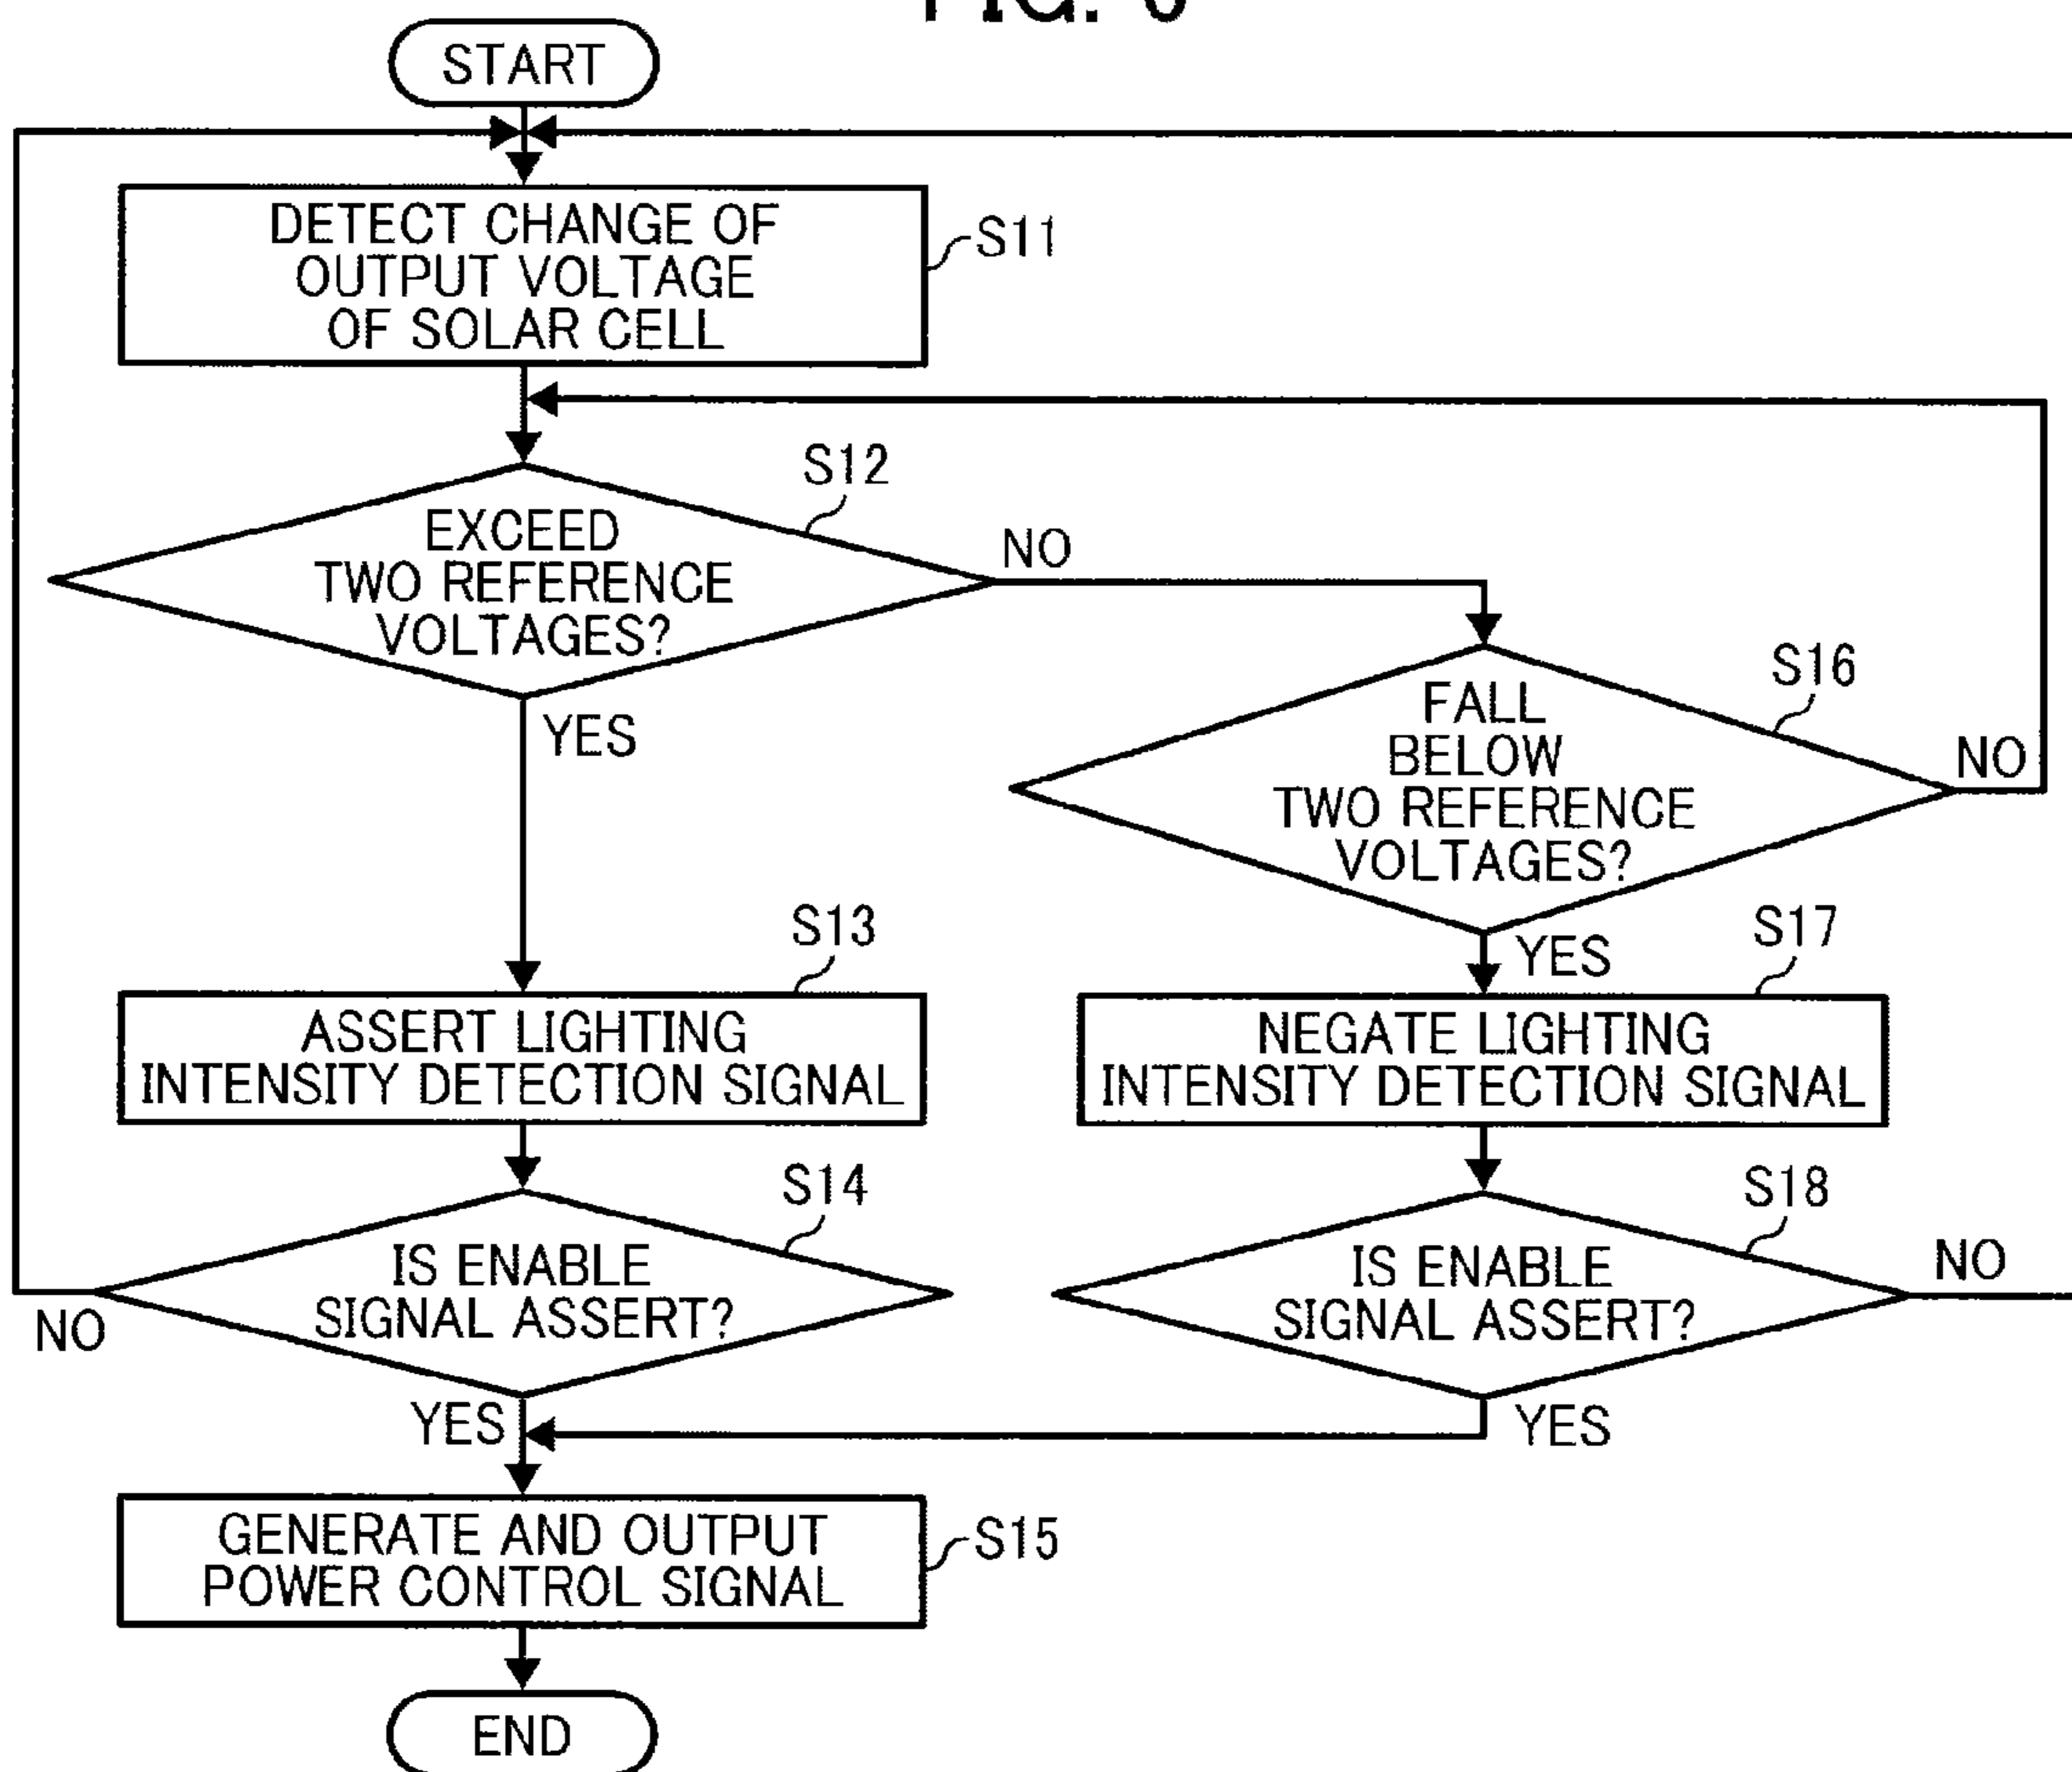 START
DETECT CHANGE OF
OUTPUT VOLTAGE
OF SOLAR CELL
S11
S12
EXCEED
TWO REFERENCE
VOLTAGES?
NO
YES
S16
FALL
BELOW
TWO REFERENCE
VOLTAGES?
NO
YES
S13
ASSERT LIGHTING
INTENSITY DETECTION SIGNAL
S17
NEGATE LIGHTING
INTENSITY DETECTION SIGNAL
S14
IS ENABLE
SIGNAL ASSERT?
NO
YES
S18
IS ENABLE
SIGNAL ASSERT?
NO
YES
GENERATE AND OUTPUT
POWER CONTROL SIGNAL
S15
END